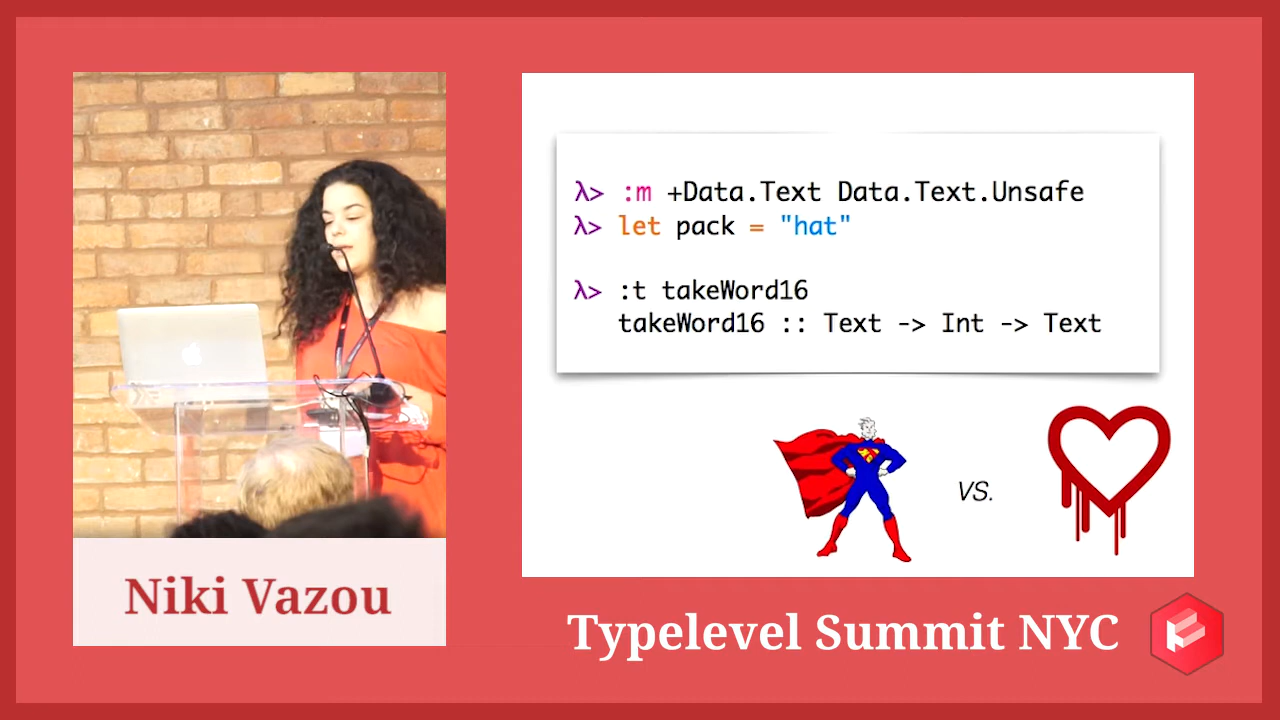 λ> :m +Data.Text Data.Text.Unsafe
λ> let pack = "hat"
λ> :t takeWord16
takeWord16 :: Text -> Int -> Text
VS.
Niki Vazou
Typelevel Summit NYC